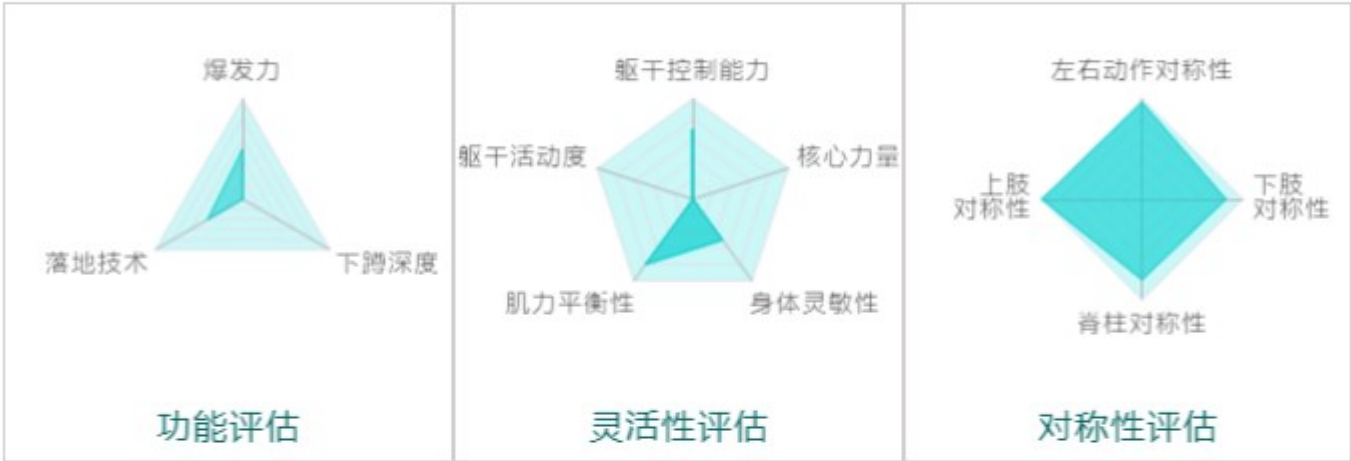 爆发力
落地技术
下蹲深度
功能评估
躯干控制能力
躯干活动度
核心力量
肌力平衡性
身体灵敏性
灵活性评估
左右动作对称性
上肢
对称性
下肢
对称性
脊柱对称性
对称性评估